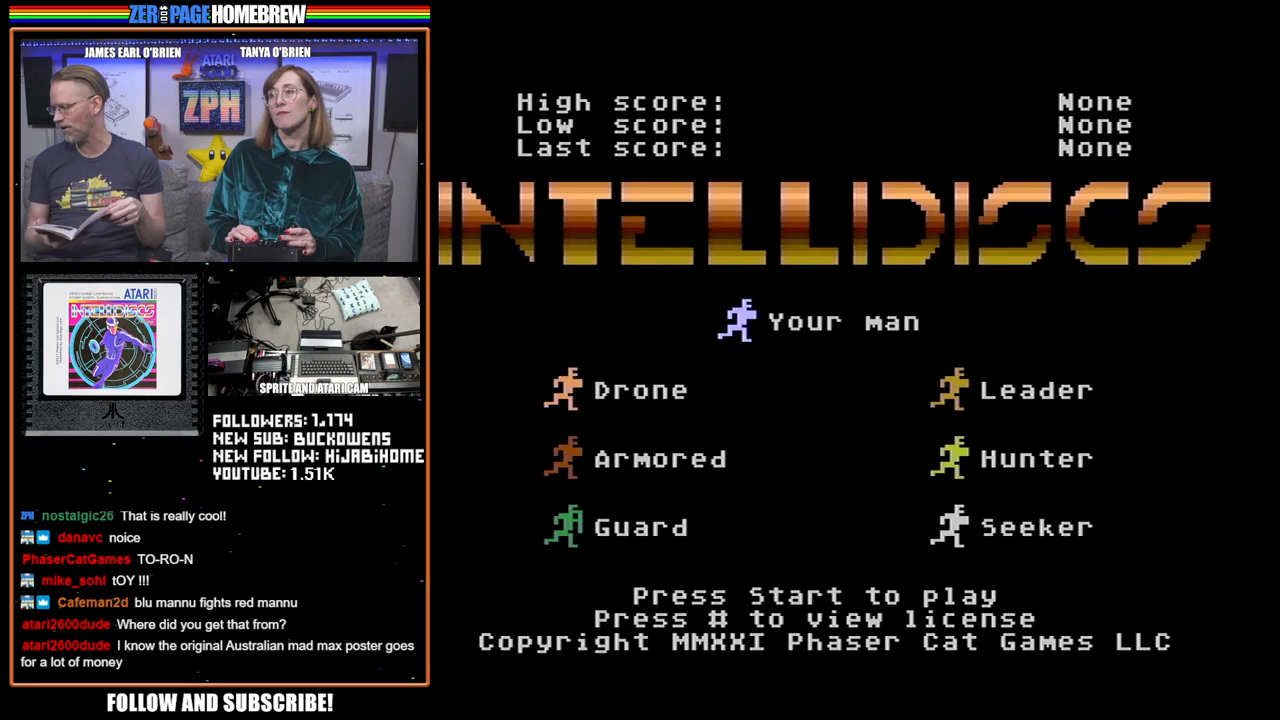 ZERO PAGE HOMEBREW
JAMES EARL O'BRIEN
TANYA O'BRIEN
ATARI
ZPH
ATARI
INTELLIDISCS
SPRITE AND ATARI CAM
FOLLOWERS: 1,174
NEW SUB: BUCKOWENS
NEW FOLLOW: HIJABIHOME
YOUTUBE: 1.51K
ZPH nostalgic26 That is really cool!
danavc noice
PhaserCatGames TO-RO-N
mike_sohl tOY !!!
Cafeman2d blu mannu fights red mannu
atari2600dude Where did you get that from?
atari2600dude I know the original Australian mad max poster goes
for a lot of money
FOLLOW AND SUBSCRIBE!
High score: None
Low score: None
Last score: None
INTELLIDISCS
Your man
Drone Leader
Armored Hunter
Guard Seeker
Press Start to play
Press # to view license
Copyright MMXXI Phaser Cat Games LLC